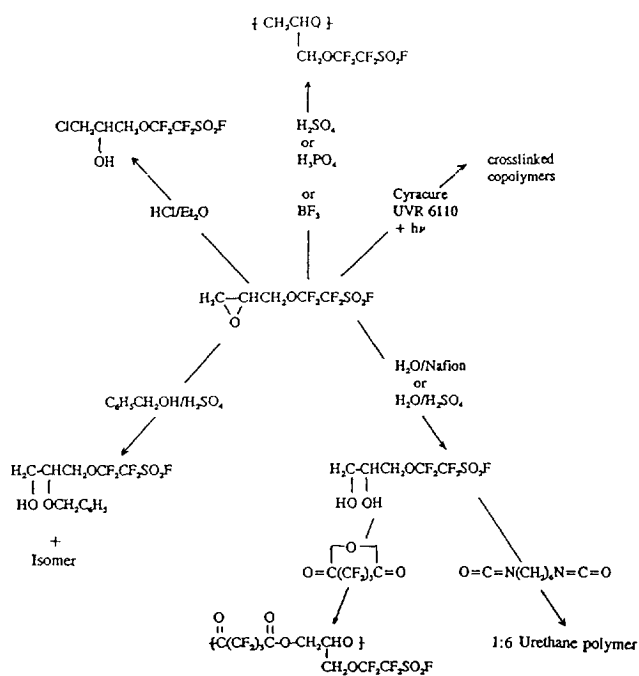 { CH₂CHO }
CH₂OCF₂CF₂SO₂F
ClCH₂CHCH₂OCF₂CF₂SO₂F
OH
H₂SO₄
or
H₃PO₄
or
BF₃
HCl/Et₂O
Cyracure
UVR 6110
+ hν
crosslinked
copolymers
H₂C—CHCH₂OCF₂CF₂SO₂F
O
C₆H₅CH₂OH/H₂SO₄
H₂O/Nafion
or
H₂O/H₂SO₄
H₂C-CHCH₂OCF₂CF₂SO₂F
HO OCH₂C₆H₅
+
Isomer
H₂C-CHCH₂OCF₂CF₂SO₂F
HO OH
O
O=C(CF₂)₃C=O
O=C=N(CH₂)₆N=C=O
O O
{C(CF₂)₃C-O-CH₂CHO }
CH₂OCF₂CF₂SO₂F
1:6 Urethane polymer